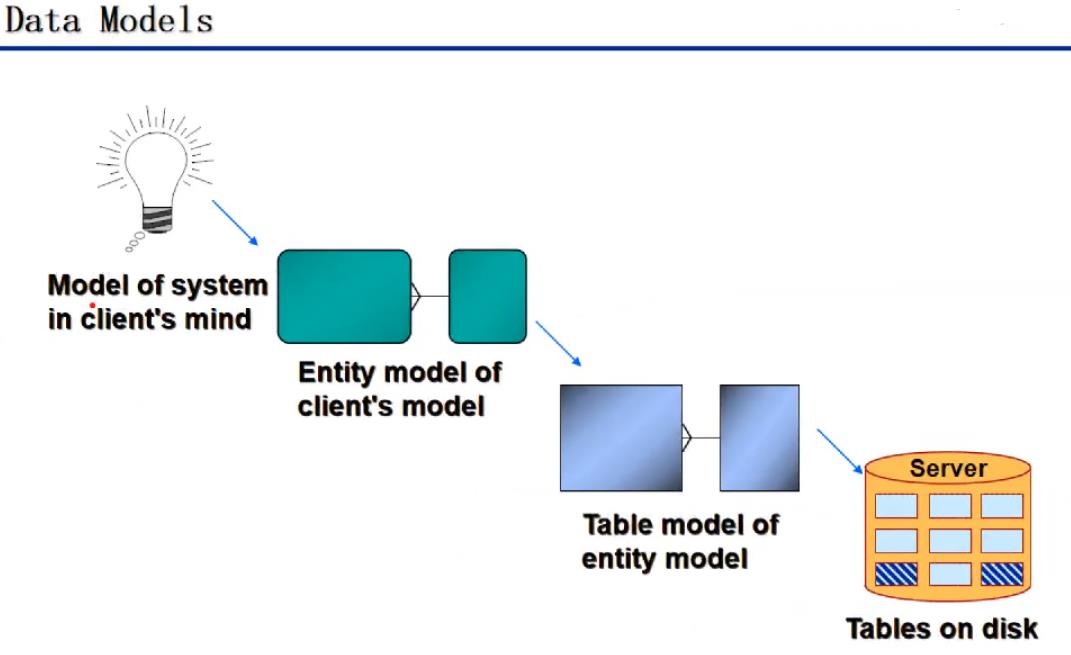 Data Models
Model of system
in client's mind
Entity model of
client's model
Table model of
entity model
Server
Tables on disk